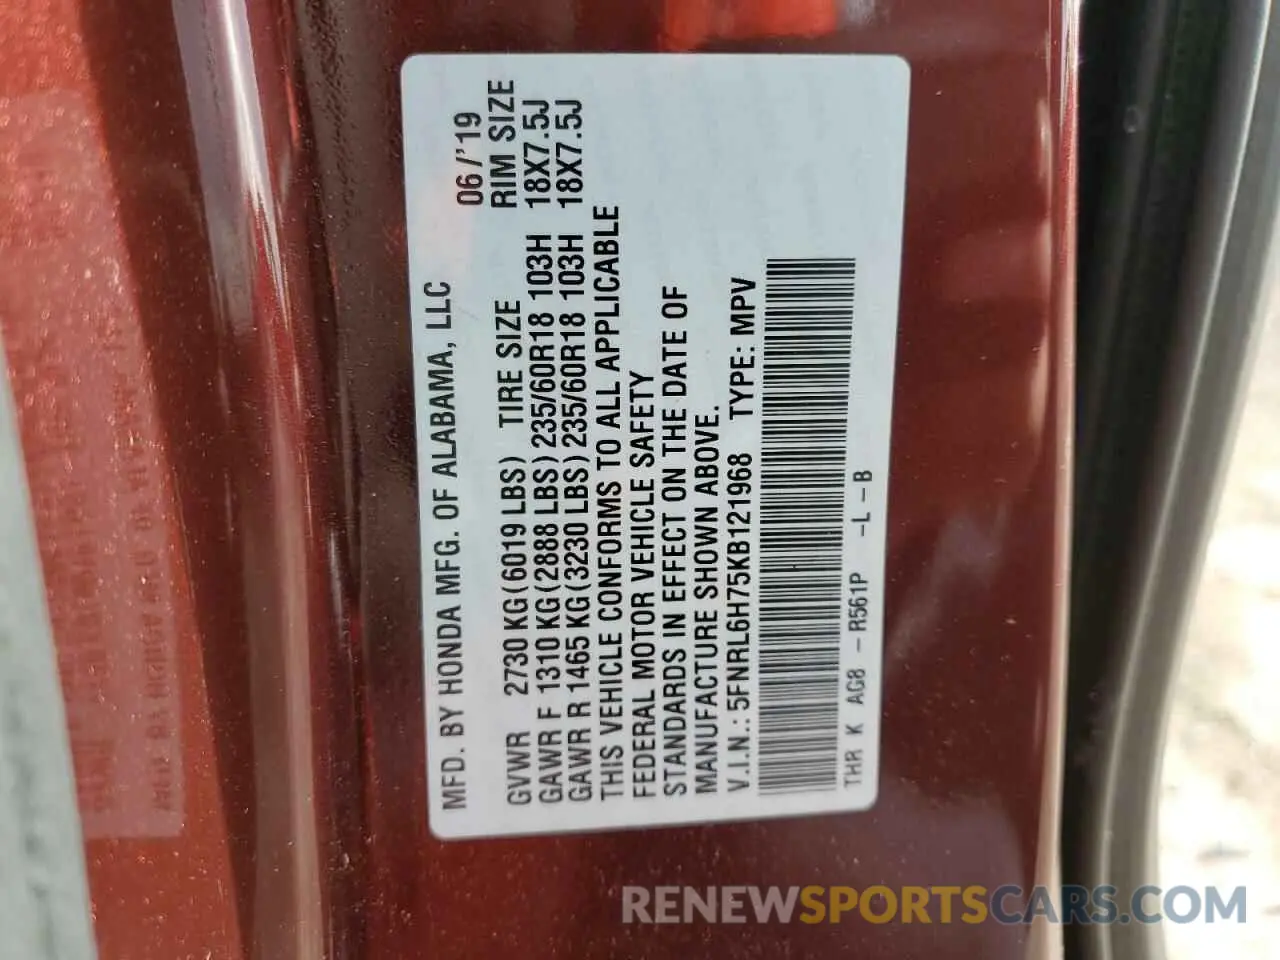 MFD. BY HONDA MFG. OF ALABAMA, LLC 06/'19
GVWR 2730 KG(6019 LBS) TIRE SIZE RIM SIZE
GAWR F 1310 KG(2888 LBS) 235/60R18 103H 18X7.5J
GAWR R 1465 KG(3230 LBS) 235/60R18 103H 18X7.5J
THIS VEHICLE CONFORMS TO ALL APPLICABLE
FEDERAL MOTOR VEHICLE SAFETY
STANDARDS IN EFFECT ON THE DATE OF
MANUFACTURE SHOWN ABOVE.
V.I.N.: 5FNRL6H75KB121968 TYPE: MPV
THR K AG8 - R561P -L-B
RENEWSPORTSCARS.COM